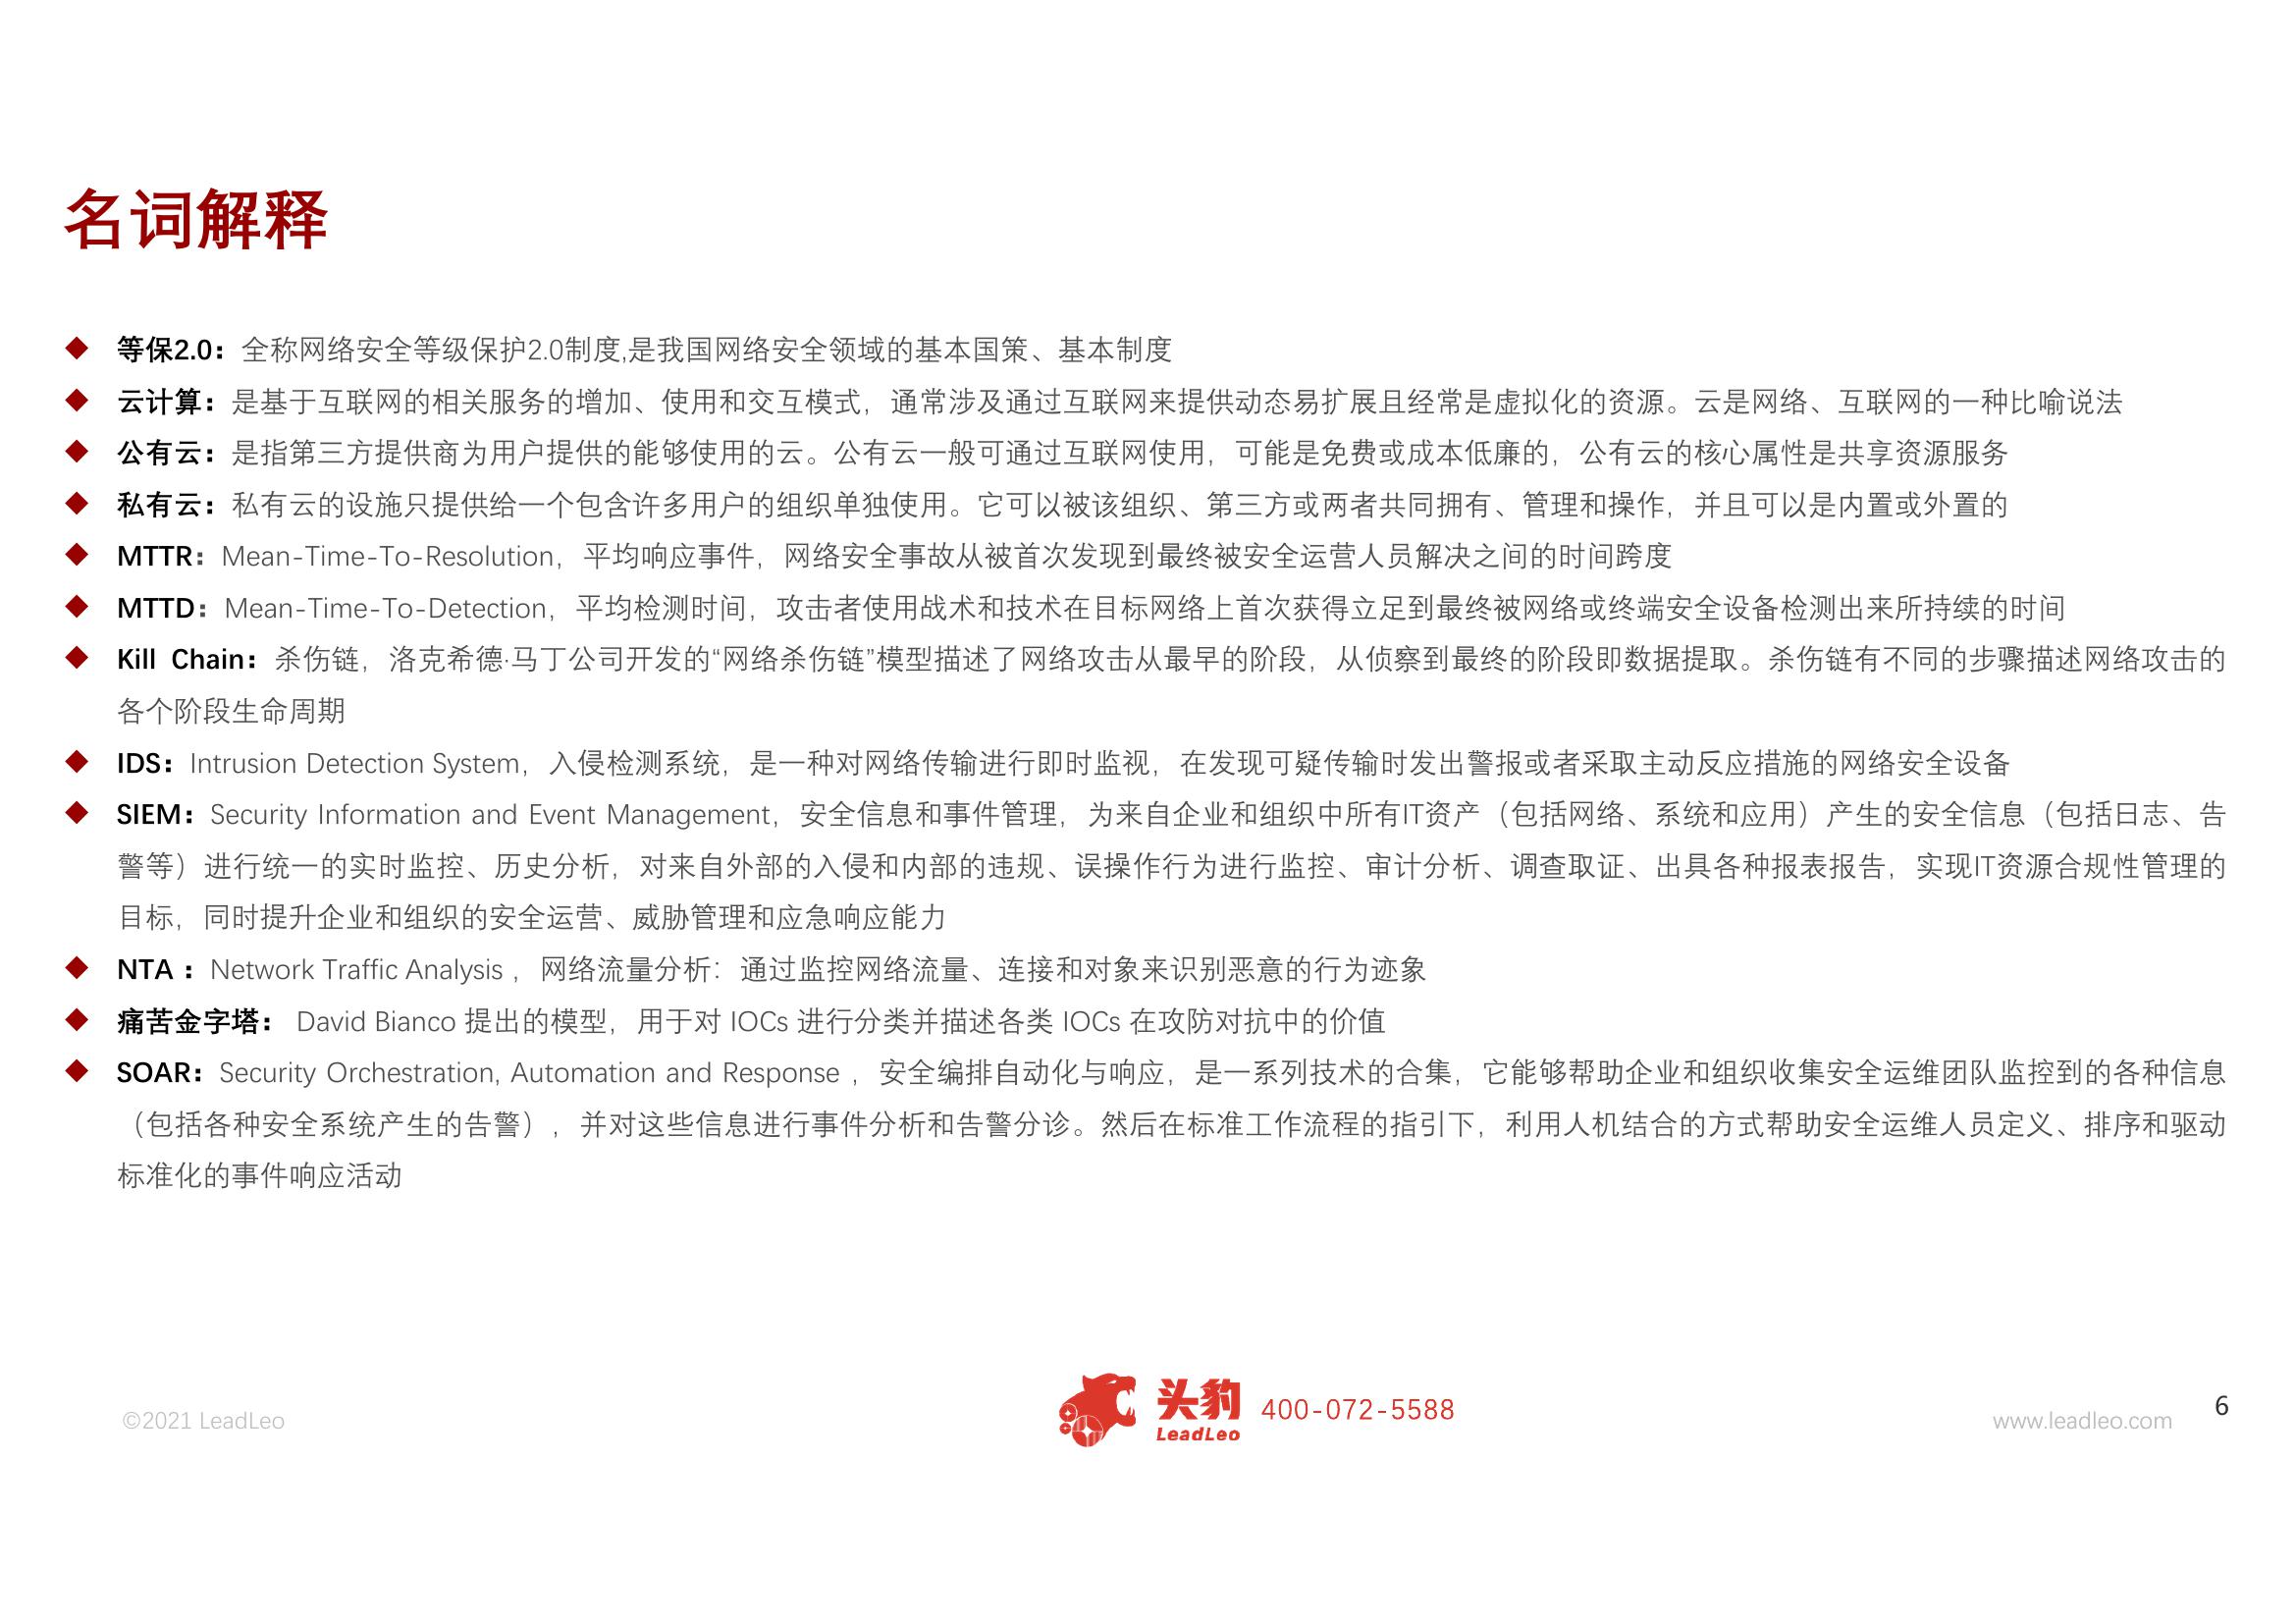 名词解释
等保2.0：全称网络安全等级保护2.0制度,是我国网络安全领域的基本国策、基本制度
云计算：是基于互联网的相关服务的增加、使用和交互模式，通常涉及通过互联网来提供动态易扩展且经常是虚拟化的资源。云是网络、互联网的一种比喻说法
公有云：是指第三方提供商为用户提供的能够使用的云。公有云一般可通过互联网使用，可能是免费或成本低廉的，公有云的核心属性是共享资源服务
私有云：私有云的设施只提供给一个包含许多用户的组织单独使用。它可以被该组织、第三方或两者共同拥有、管理和操作，并且可以是内置或外置的
MTTR：Mean-Time-To-Resolution，平均响应事件，网络安全事故从被首次发现到最终被安全运营人员解决之间的时间跨度
MTTD：Mean-Time-To-Detection，平均检测时间，攻击者使用战术和技术在目标网络上首次获得立足到最终被网络或终端安全设备检测出来所持续的时间
Kill Chain：杀伤链，洛克希德·马丁公司开发的“网络杀伤链”模型描述了网络攻击从最早的阶段，从侦察到最终的阶段即数据提取。杀伤链有不同的步骤描述网络攻击的
各个阶段生命周期
IDS：Intrusion Detection System，入侵检测系统，是一种对网络传输进行即时监视，在发现可疑传输时发出警报或者采取主动反应措施的网络安全设备
SIEM：Security Information and Event Management，安全信息和事件管理，为来自企业和组织中所有IT资产（包括网络、系统和应用）产生的安全信息（包括日志、告
警等）进行统一的实时监控、历史分析，对来自外部的入侵和内部的违规、误操作行为进行监控、审计分析、调查取证、出具各种报表报告，实现IT资源合规性管理的
目标，同时提升企业和组织的安全运营、威胁管理和应急响应能力
NTA ：Network Traffic Analysis ，网络流量分析：通过监控网络流量、连接和对象来识别恶意的行为迹象
痛苦金字塔： David Bianco 提出的模型，用于对 IOCs 进行分类并描述各类 IOCs 在攻防对抗中的价值
SOAR：Security Orchestration, Automation and Response ，安全编排自动化与响应，是一系列技术的合集，它能够帮助企业和组织收集安全运维团队监控到的各种信息
（包括各种安全系统产生的告警），并对这些信息进行事件分析和告警分诊。然后在标准工作流程的指引下，利用人机结合的方式帮助安全运维人员定义、排序和驱动
标准化的事件响应活动
©2021 LeadLeo
头豹
LeadLeo
400-072-5588
www.leadleo.com
6